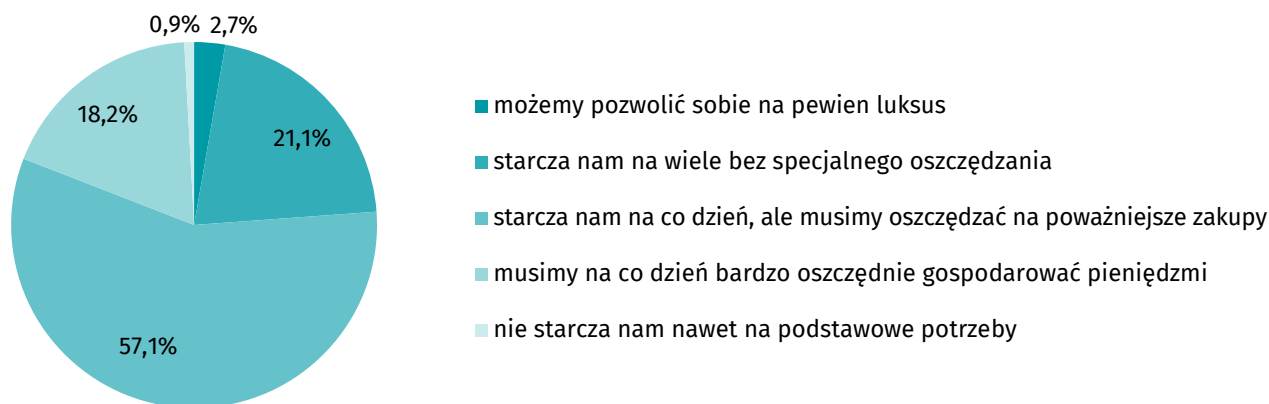 0,9%
2,7%
18,2%
21,1%
57,1%
możemy pozwolić sobie na pewien luksus
starcza nam na wiele bez specjalnego oszczędzania
starcza nam na co dzień, ale musimy oszczędzać na poważniejsze zakupy
musimy na co dzień bardzo oszczędnie gospodarować pieniędzmi
nie starcza nam nawet na podstawowe potrzeby